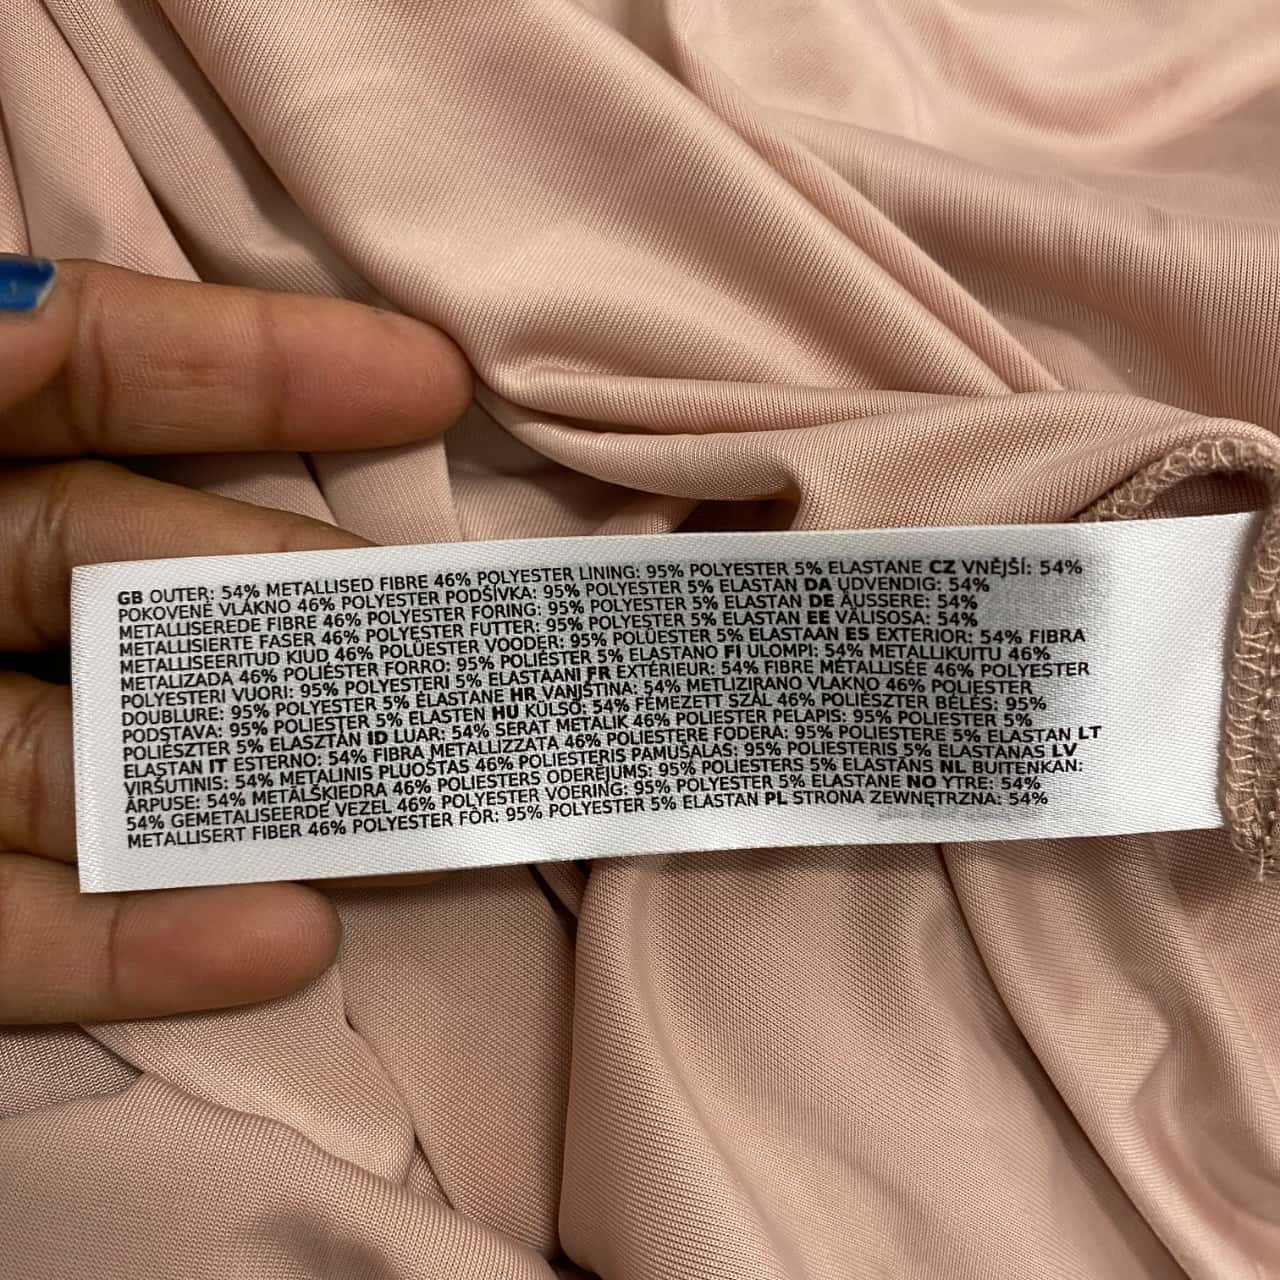 GB OUTER: 54% METALLISED FIBRE 46% POLYESTER LINING: 95% POLYESTER 5% ELASTANE CZ VNĚJŠÍ: 54%
POKOVENÉ VLÁKNO 46% POLYESTER PODŠÍVKA: 95% POLYESTER 5% ELASTAN DA UDVENDIG: 54%
METALLISEREDE FIBRE 46% POLYESTER FORING: 95% POLYESTER 5% ELASTAN DE ÄUSSERE: 54%
METALLISIERTE FASER 46% POLYESTER FUTTER: 95% POLYESTER 5% ELASTAN EE VÄLISOSA: 54%
METALLISEERITUD KIUD 46% POLÜESTER VOODER: 95% POLÜESTER 5% ELASTAAN ES EXTERIOR: 54% FIBRA
METALIZADA 46% POLIÉSTER FORRO: 95% POLIÉSTER 5% ELASTANO FI ULOMPI: 54% METALLIKUITU 46%
POLYESTERI VUORI: 95% POLYESTERI 5% ELASTAANI FR EXTÉRIEUR: 54% FIBRE MÉTALLISÉE 46% POLYESTER
DOUBLURE: 95% POLYESTER 5% ELASTANE HR VANJŠTINA: 54% METLIZIRANO VLAKNO 46% POLIESTER
PODSTAVA: 95% POLIESTER 5% ELASTEN HU KÜLSŐ: 54% FÉMEZETT SZÁL 46% POLIÉSZTER BÉLÉS: 95%
POLIÉSZTER 5% ELASZTÁN ID LUAR: 54% SERAT METALIK 46% POLIESTER PELAPIS: 95% POLIESTER 5%
ELASTAN IT ESTERNO: 54% FIBRA METALLIZZATA 46% POLIESTERE FODERA: 95% POLIESTERE 5% ELASTAN LT
VIRŠUTINIS: 54% METALINIS PLUOŠTAS 46% POLIESTERIS PAMUŠALAS: 95% POLIESTERIS 5% ELASTANAS LV
ĀRPUSE: 54% METĀLŠĶIEDRA 46% POLIESTERS ODERĒJUMS: 95% POLIESTERS 5% ELASTĀNS NL BUITENKAN:
54% GEMETALISEERDE VEZEL 46% POLYESTER VOERING: 95% POLYESTER 5% ELASTANE NO YTRE: 54%
METALLISERT FIBER 46% POLYESTER FÔR: 95% POLYESTER 5% ELASTAN PL STRONA ZEWNĘTRZNA: 54%